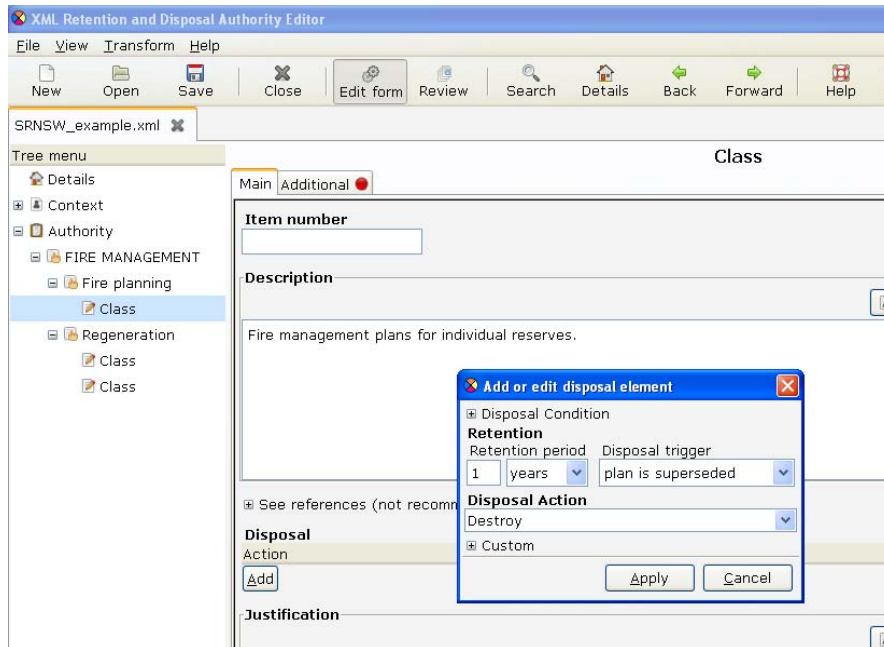 XML Retention and Disposal Authority Editor
File View Transform Help
New Open Save Close Edit form Review Search Details Back Forward Help
SRNSW_example.xml
Tree menu
Class
Details
Context
Authority
FIRE MANAGEMENT
Fire planning
Class
Regeneration
Class
Class
Main Additional
Item number
Description
Fire management plans for individual reserves.
See references (not recomm
Disposal
Action
Add
Justification
Add or edit disposal element
Disposal Condition
Retention
Retention period Disposal trigger
1 years plan is superseded
Disposal Action
Destroy
Custom
Apply Cancel